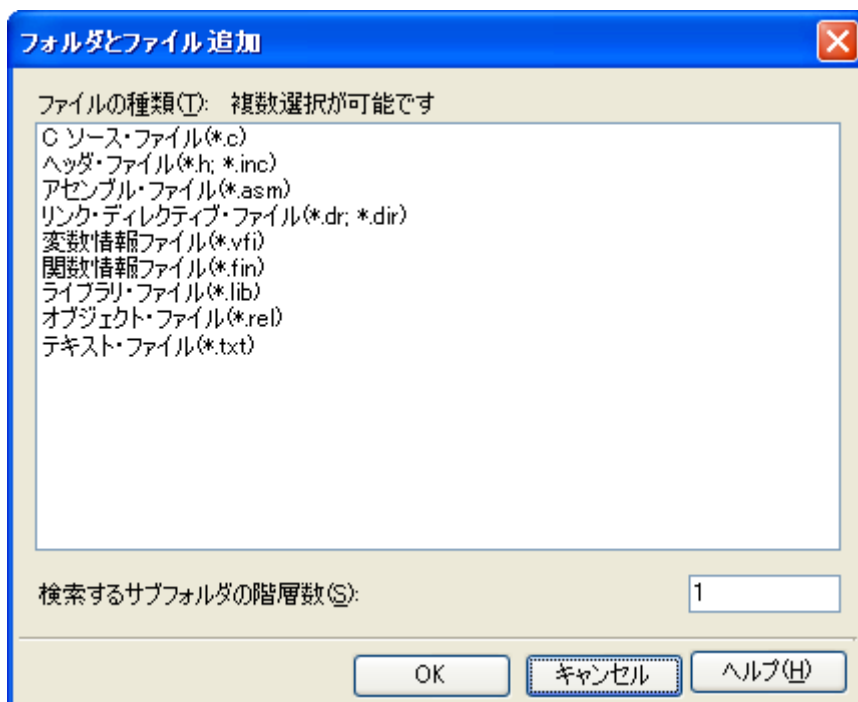 フォルダとファイル追加
ファイルの種類(T): 複数選択が可能です
C ソース・ファイル(*.c)
ヘッダ・ファイル(*.h; *.inc)
アセンブル・ファイル(*.asm)
リンク・ディレクティブ・ファイル(*.dr; *.dir)
変数情報ファイル(*.vfi)
関数情報ファイル(*.fin)
ライブラリ・ファイル(*.lib)
オブジェクト・ファイル(*.rel)
テキスト・ファイル(*.txt)
検索するサブフォルダの階層数(S): 1
OK キャンセル ヘルプ(H)